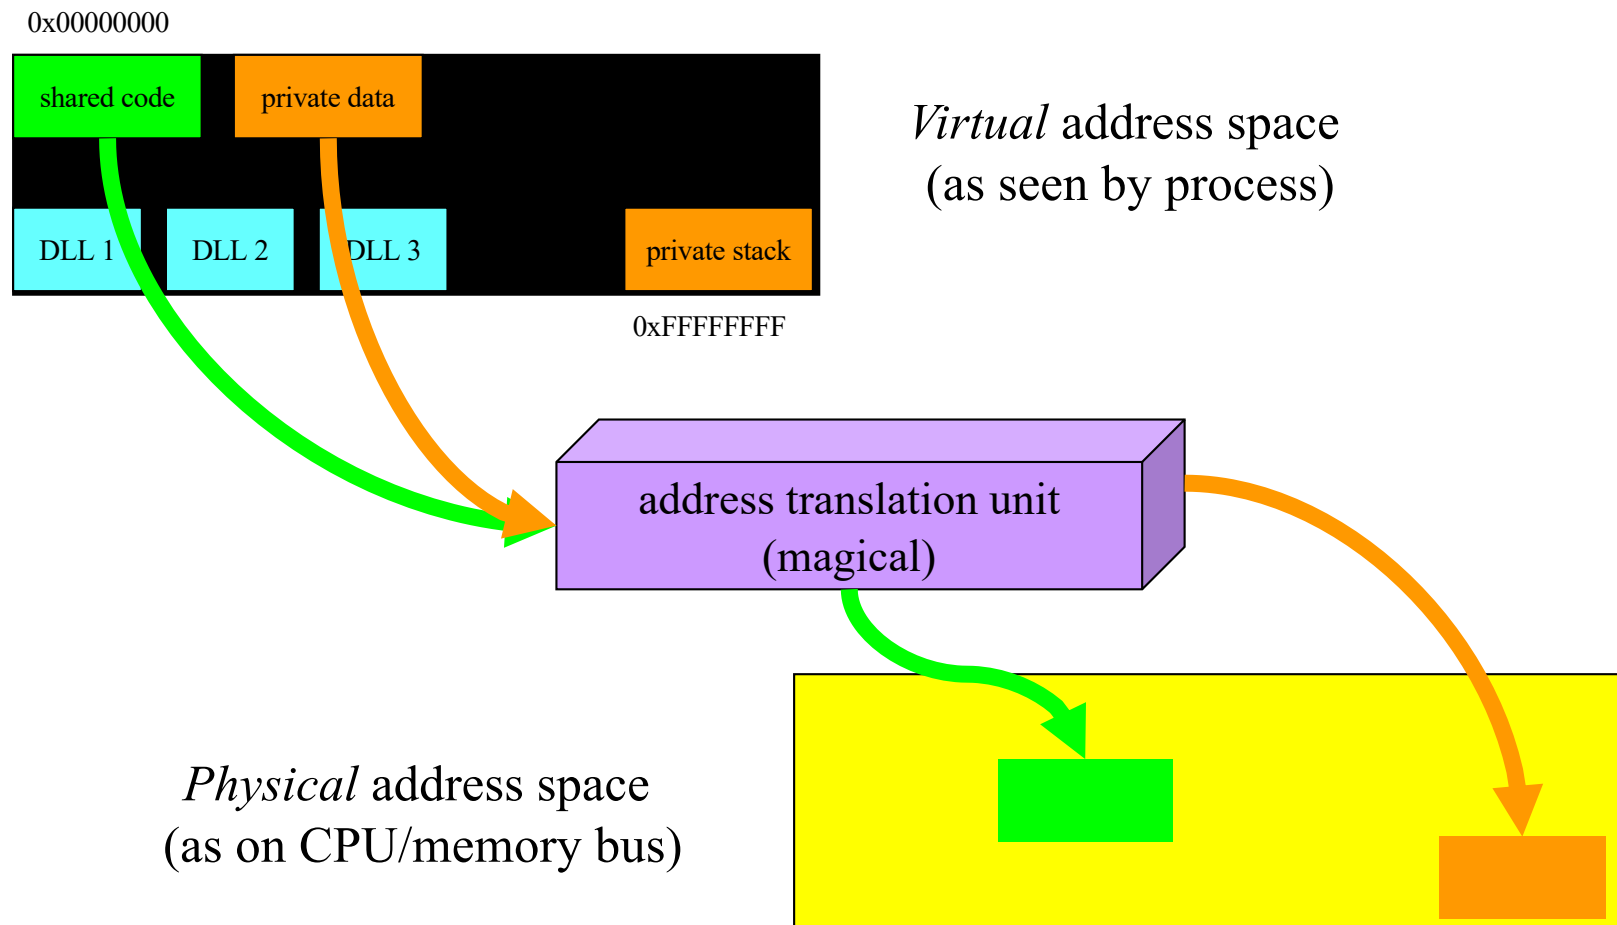 0x00000000
shared code
private data
Virtual address space
(as seen by process)
DLL 1
DLL 2
DLL 3
private stack
0xFFFFFFFF
address translation unit
(magical)
Physical address space
(as on CPU/memory bus)